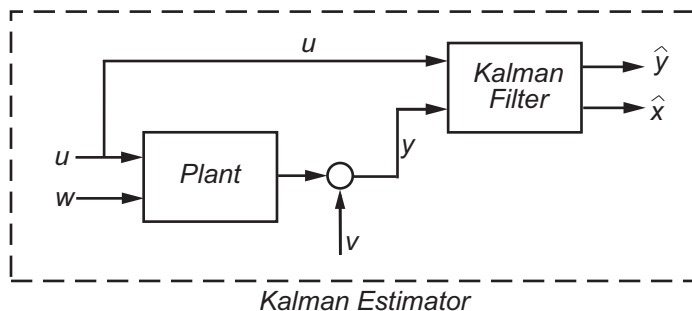 u
Kalman
Filter
ŷ
x̂
y
u
Plant
w
v
Kalman Estimator